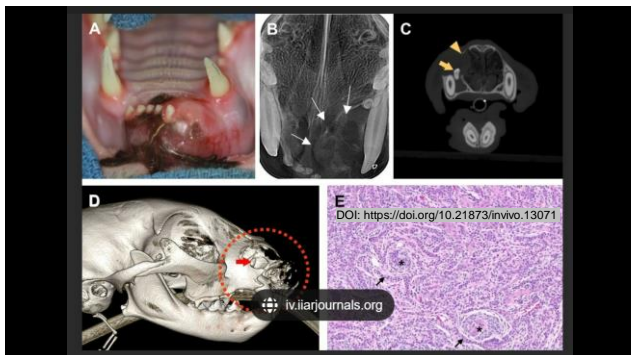 A
B
C
D
E
DOI: https://doi.org/10.21873/invivo.13071
iv.iiarjournals.org